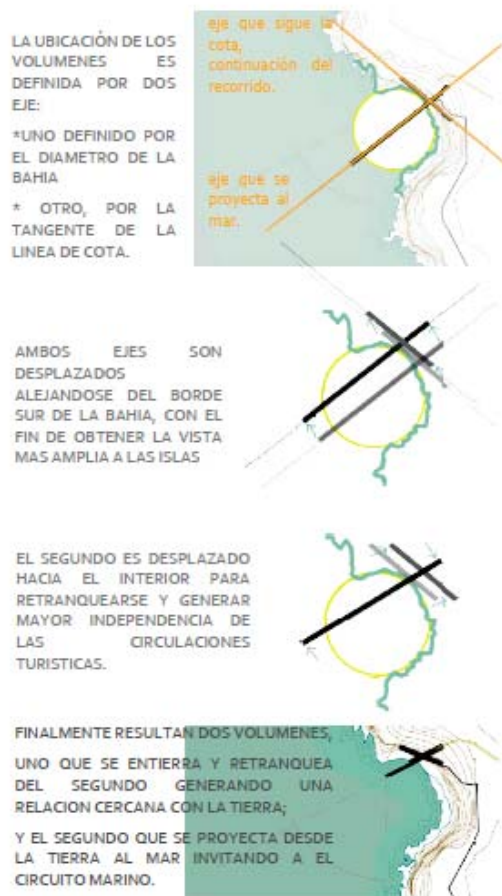 LA UBICACIÓN DE LOS
VOLUMENES ES
DEFINIDA POR DOS
EJE:
*UNO DEFINIDO POR
EL DIAMETRO DE LA
BAHIA
* OTRO, POR LA
TANGENTE DE LA
LINEA DE COTA.
eje que sigue la
cota,
continuación del
recorrido.
eje que se
proyecta al
mar.
AMBOS EJES SON
DESPLAZADOS
ALEJANDOSE DEL BORDE
SUR DE LA BAHIA, CON EL
FIN DE OBTENER LA VISTA
MAS AMPLIA A LAS ISLAS
EL SEGUNDO ES DESPLAZADO
HACIA EL INTERIOR PARA
RETRANQUEARSE Y GENERAR
MAYOR INDEPENDENCIA DE
LAS CIRCULACIONES
TURISTICAS.
FINALMENTE RESULTAN DOS VOLUMENES,
UNO QUE SE ENTIERRA Y RETRANQUEA
DEL SEGUNDO GENERANDO UNA
RELACION CERCANA CON LA TIERRA;
Y EL SEGUNDO QUE SE PROYECTA DESDE
LA TIERRA AL MAR INVITANDO A EL
CIRCUITO MARINO.